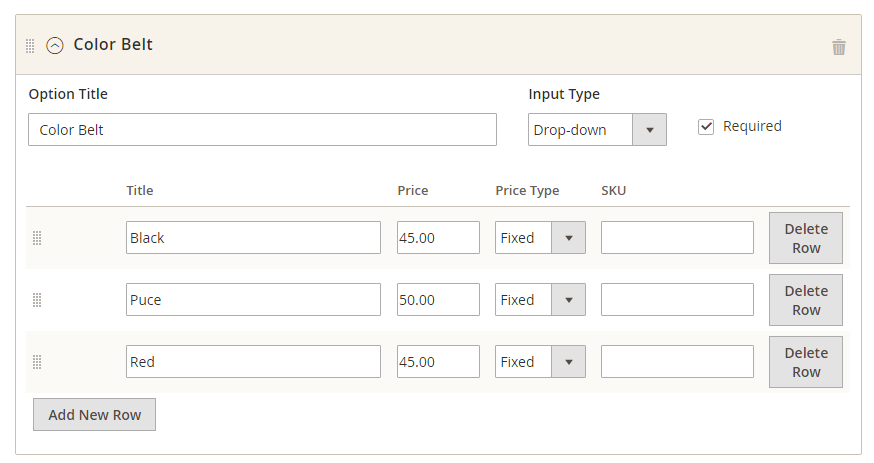 Color Belt
Option Title
Input Type
Color Belt
Drop-down
Required
Title Price Price Type SKU
Black 45.00 Fixed Delete Row
Puce 50.00 Fixed Delete Row
Red 45.00 Fixed Delete Row
Add New Row